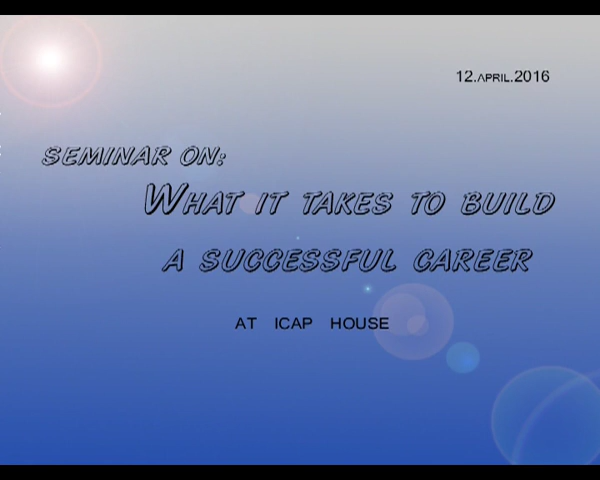 12.APRIL.2016
SEMINAR ON:
WHAT IT TAKES TO BUILD
A SUCCESSFUL CAREER
AT ICAP HOUSE